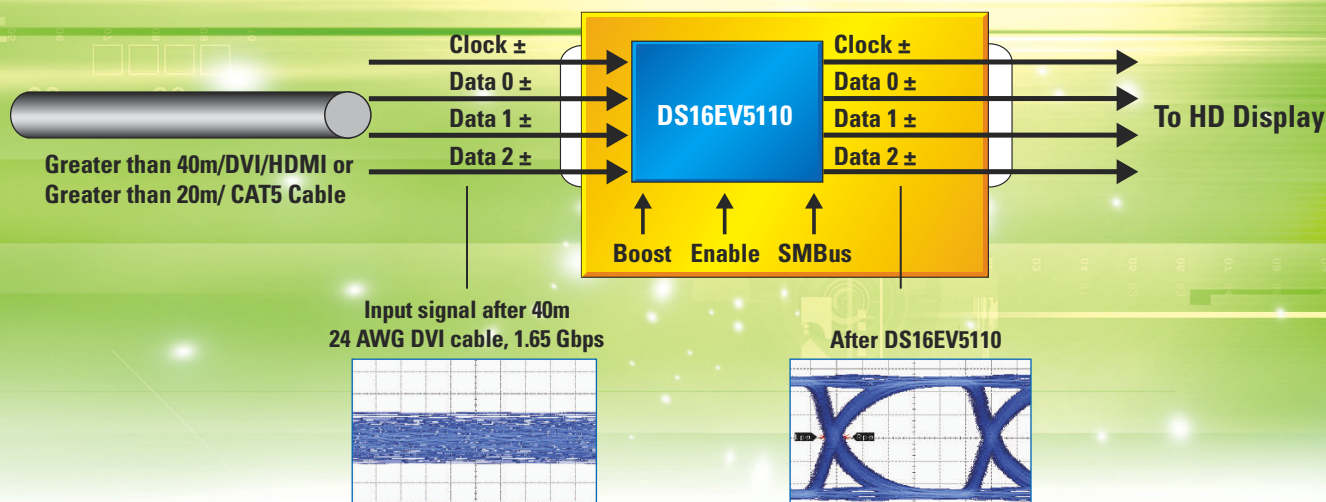 Clock ±
Data 0 ±
Data 1 ±
Data 2 ±
DS16EV5110
Clock ±
Data 0 ±
Data 1 ±
Data 2 ±
To HD Display
Greater than 40m/DVI/HDMI or
Greater than 20m/ CAT5 Cable
Boost Enable SMBus
Input signal after 40m
24 AWG DVI cable, 1.65 Gbps
After DS16EV5110